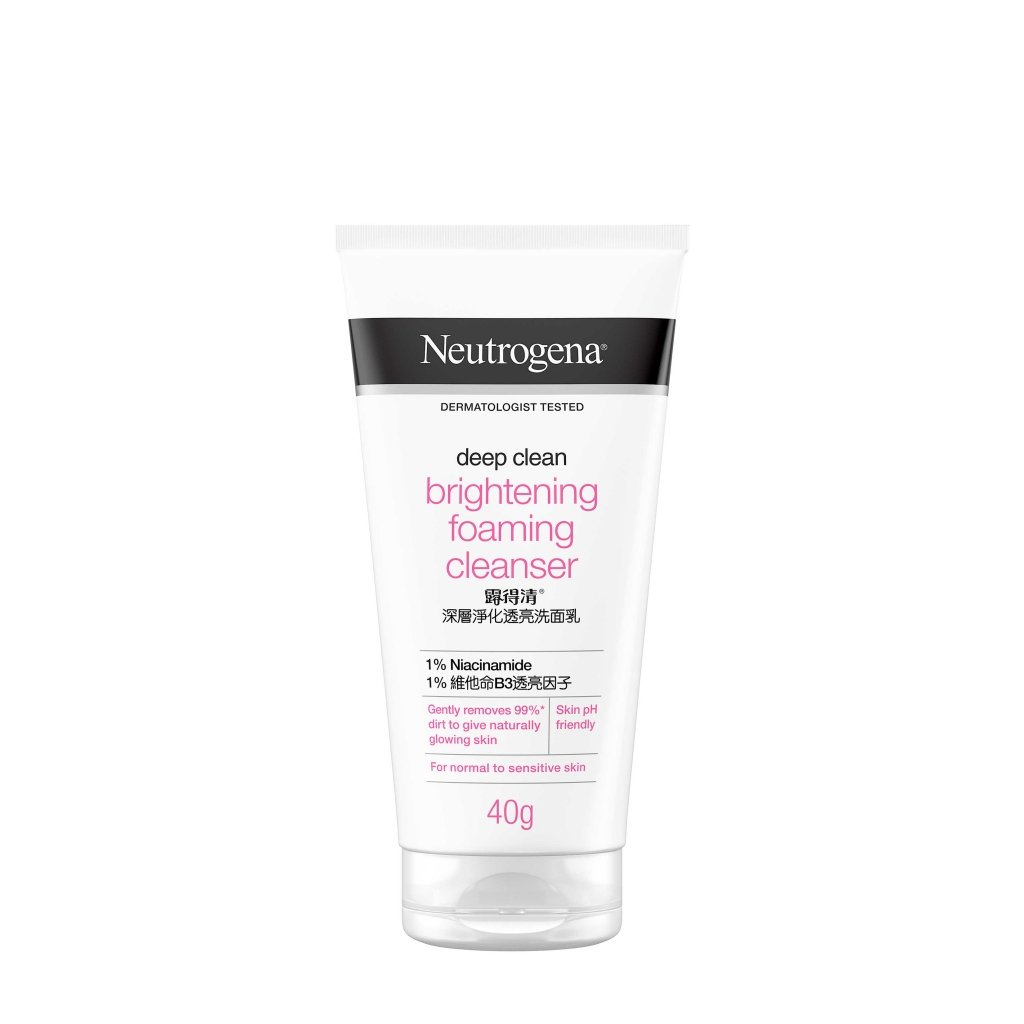 Neutrogena®
DERMATOLOGIST TESTED
deep clean
brightening
foaming
cleanser
露得清®
深層淨化透亮洗面乳
1% Niacinamide
1% 維他命B3透亮因子
Gently removes 99%*
dirt to give naturally
glowing skin
Skin pH
friendly
For normal to sensitive skin
40g